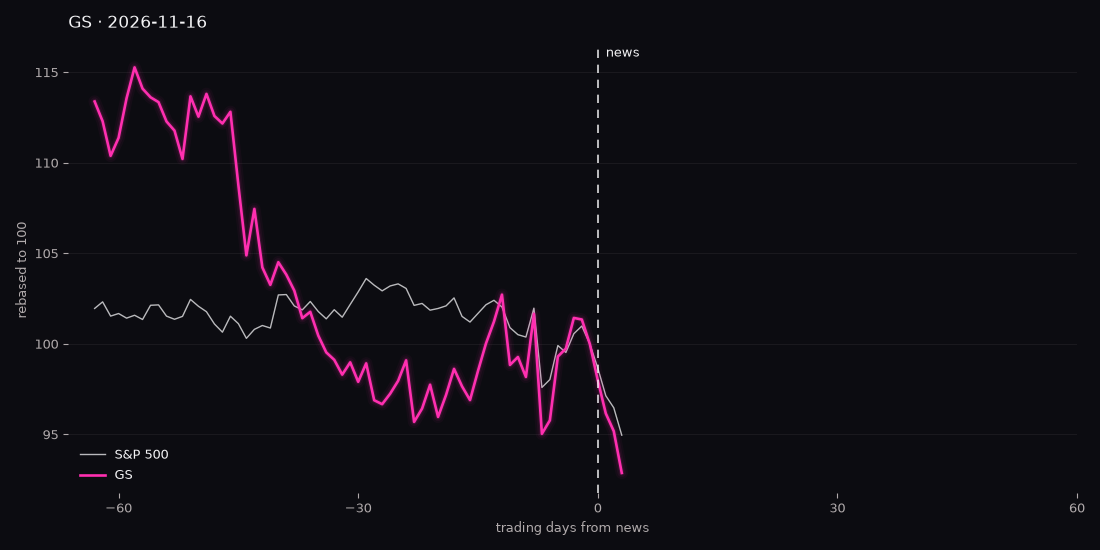 GS · 2026-11-16
news
115
110
105
100
95
rebased to 100
S&P 500
GS
−60
−30
0
30
60
trading days from news